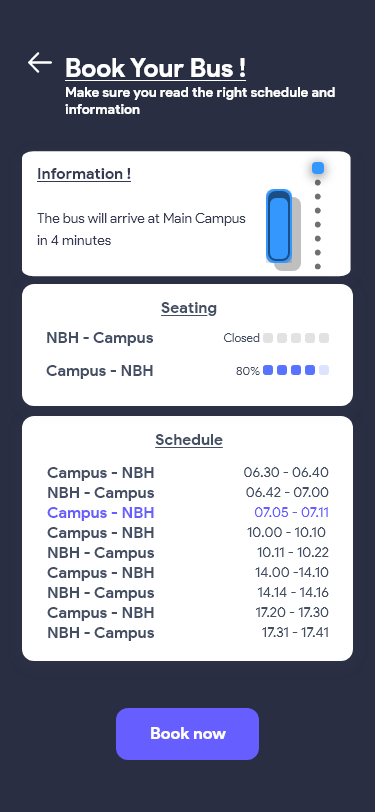 Book Your Bus !
Make sure you read the right schedule and
information
Information !
The bus will arrive at Main Campus
in 4 minutes
Seating
NBH - Campus Closed
Campus - NBH 80%
Schedule
Campus - NBH 06.30 - 06.40
NBH - Campus 06.42 - 07.00
Campus - NBH 07.05 - 07.11
Campus - NBH 10.00 - 10.10
NBH - Campus 10.11 - 10.22
Campus - NBH 14.00 -14.10
NBH - Campus 14.14 - 14.16
Campus - NBH 17.20 - 17.30
NBH - Campus 17.31 - 17.41
Book now